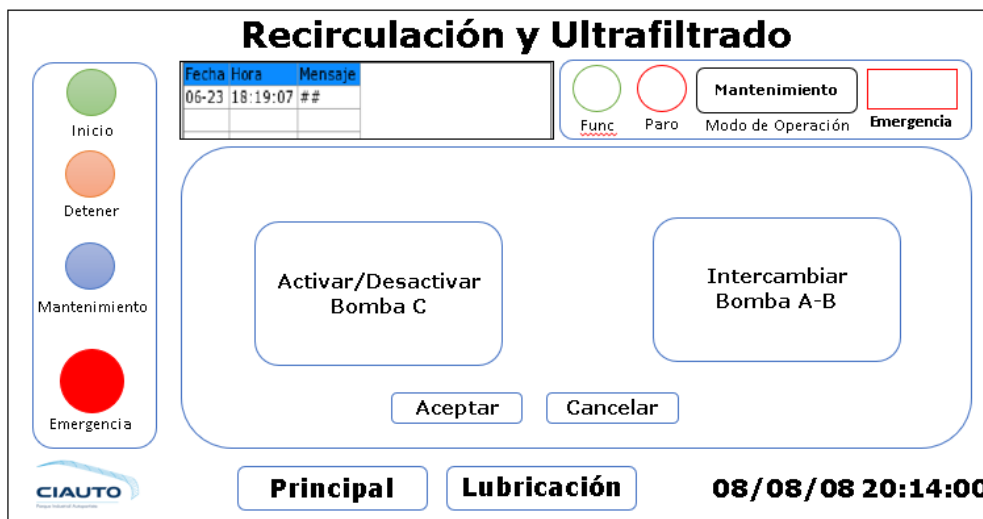 Recirculación y Ultrafiltrado
Inicio
Detener
Mantenimiento
Emergencia
Fecha Hora Mensaje
06-23 18:19:07 ##
Func
Paro
Mantenimiento
Modo de Operación
Emergencia
Activar/Desactivar
Bomba C
Intercambiar
Bomba A-B
Aceptar
Cancelar
CIAUTO
Principal
Lubricación
08/08/08 20:14:00